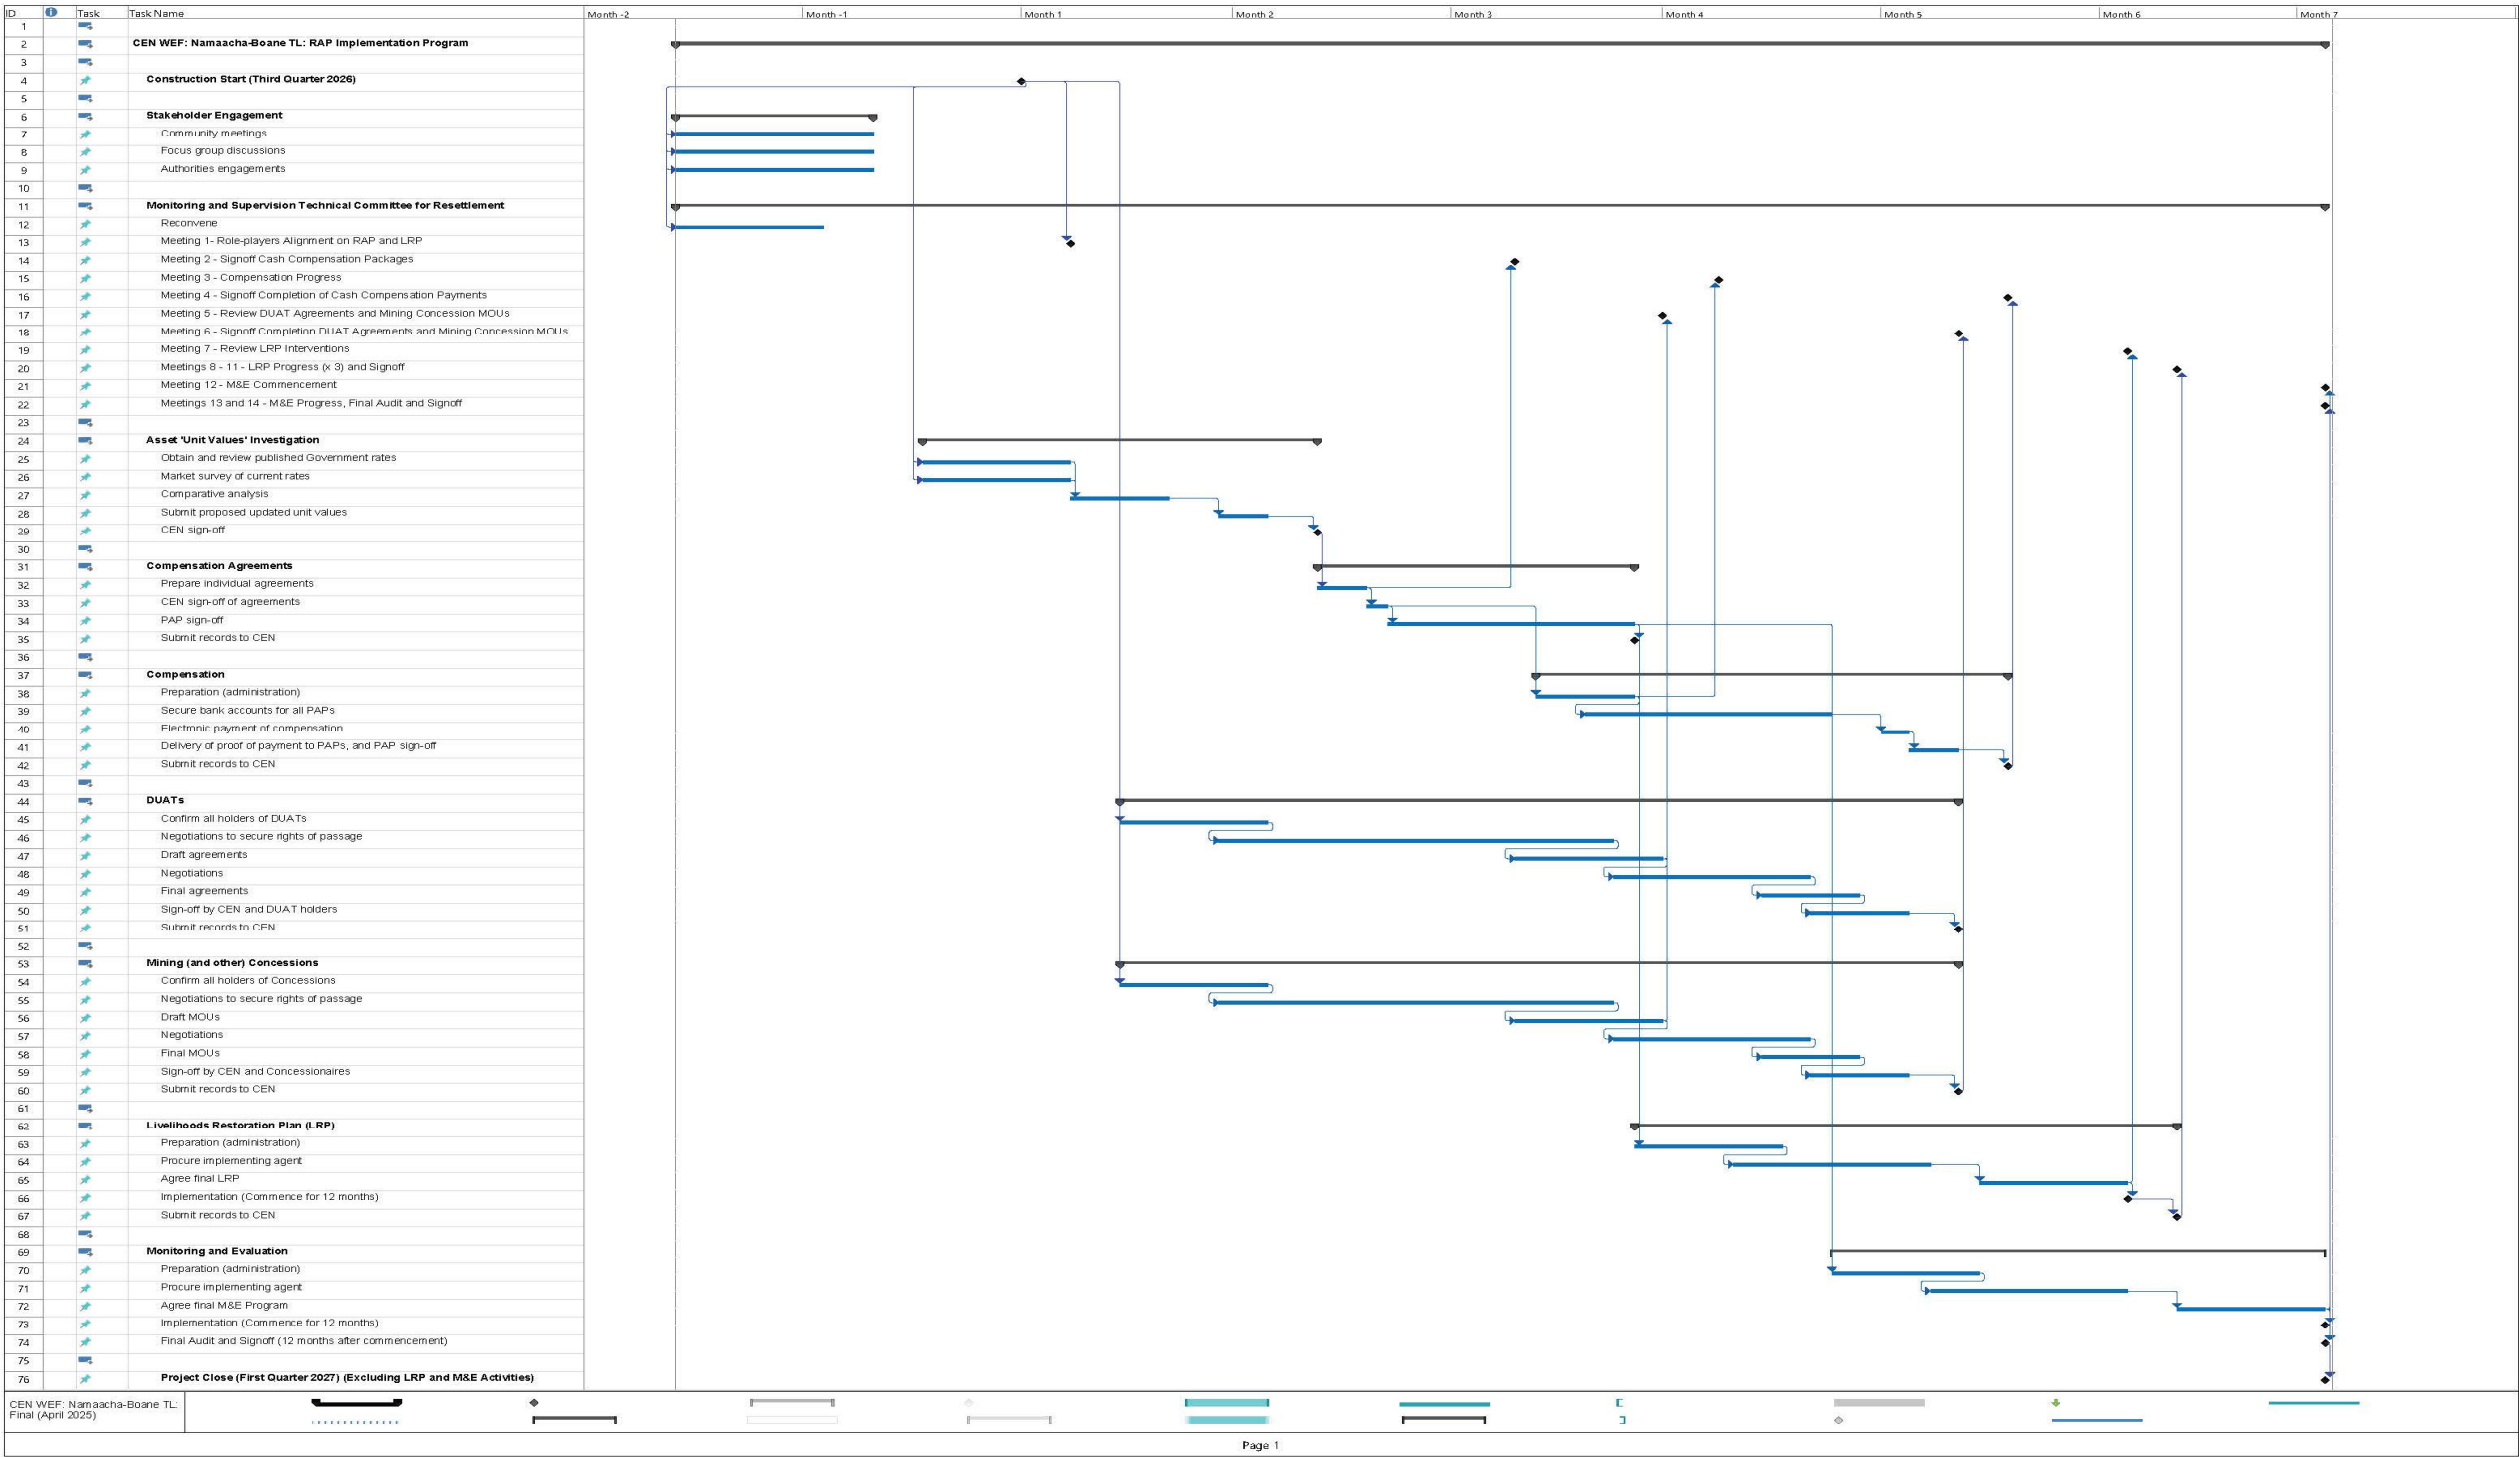 ID Task Task Name Month -2 Month -1 Month 1 Month 2 Month 3 Month 4 Month 5 Month 6 Month 7
1
2 CEN WEF: Namaacha-Boane TL: RAP Implementation Program
3
4 Construction Start (Third Quarter 2026)
5
6 Stakeholder Engagement
7 Community meetings
8 Focus group discussions
9 Authorities engagements
10
11 Monitoring and Supervision Technical Committee for Resettlement
12 Reconvene
13 Meeting 1- Role-players Alignment on RAP and LRP
14 Meeting 2 - Signoff Cash Compensation Packages
15 Meeting 3 - Compensation Progress
16 Meeting 4 - Signoff Completion of Cash Compensation Payments
17 Meeting 5 - Review DUAT Agreements and Mining Concession MOUs
18 Meeting 6 - Signoff Completion DUAT Agreements and Mining Concession MOUs
19 Meeting 7 - Review LRP Interventions
20 Meetings 8 - 11 - LRP Progress (x 3) and Signoff
21 Meeting 12 - M&E Commencement
22 Meetings 13 and 14 - M&E Progress, Final Audit and Signoff
23
24 Asset 'Unit Values' Investigation
25 Obtain and review published Government rates
26 Market survey of current rates
27 Comparative analysis
28 Submit proposed updated unit values
29 CEN sign-off
30
31 Compensation Agreements
32 Prepare individual agreements
33 CEN sign-off of agreements
34 PAP sign-off
35 Submit records to CEN
36
37 Compensation
38 Preparation (administration)
39 Secure bank accounts for all PAPs
40 Electronic payment of compensation
41 Delivery of proof of payment to PAPs, and PAP sign-off
42 Submit records to CEN
43
44 DUATs
45 Confirm all holders of DUATs
46 Negotiations to secure rights of passage
47 Draft agreements
48 Negotiations
49 Final agreements
50 Sign-off by CEN and DUAT holders
51 Submit records to CEN
52
53 Mining (and other) Concessions
54 Confirm all holders of Concessions
55 Negotiations to secure rights of passage
56 Draft MOUs
57 Negotiations
58 Final MOUs
59 Sign-off by CEN and Concessionaires
60 Submit records to CEN
61
62 Livelihoods Restoration Plan (LRP)
63 Preparation (administration)
64 Procure implementing agent
65 Agree final LRP
66 Implementation (Commence for 12 months)
67 Submit records to CEN
68
69 Monitoring and Evaluation
70 Preparation (administration)
71 Procure implementing agent
72 Agree final M&E Program
73 Implementation (Commence for 12 months)
74 Final Audit and Signoff (12 months after commencement)
75
76 Project Close (First Quarter 2027) (Excluding LRP and M&E Activities)
CEN WEF: Namaacha-Boane TL:
Final (April 2025)
Page 1